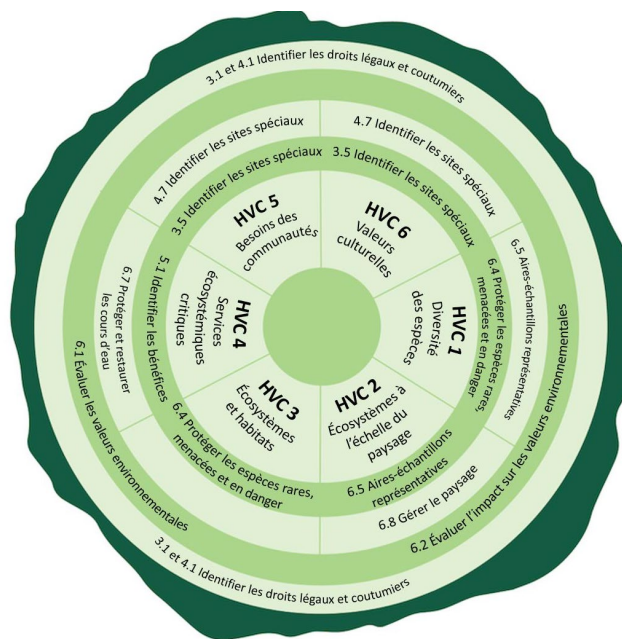 3.1 et 4.1 Identifier les droits légaux et coutumiers
4.7 Identifier les sites spéciaux
4.7 Identifier les sites spéciaux
3.5 Identifier les sites spéciaux
3.5 Identifier les sites spéciaux
HVC 5
Besoins des
communautés
HVC 6
Valeurs
culturelles
6.5 Aires-échantillons représentatives
6.4 Protéger les espèces rares,
menacées et en danger
HVC 1
Diversité
des espèces
5.1 Identifier les bénéfices
6.7 Protéger et restaurer
les cours d'eau
HVC 4
Services
écosystémiques
critiques
HVC 3
Écosystèmes
et habitats
HVC 2
Écosystèmes à
l'échelle du
paysage
6.4 Protéger les espèces rares,
menacées et en danger
6.5 Aires-échantillons
représentatives
6.8 Gérer le paysage
6.1 Évaluer les valeurs environnementales
6.2 Évaluer l'impact sur les valeurs environnementales
3.1 et 4.1 Identifier les droits légaux et coutumiers